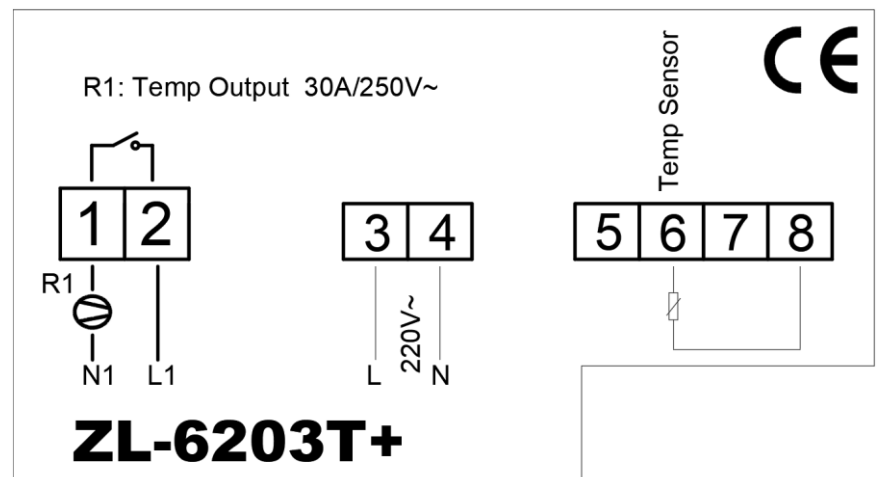 R1: Temp Output 30A/250V~
Temp Sensor
CE
1 2
3 4
5 6 7 8
R1
220V~
N1 L1
L N
ZL-6203T+